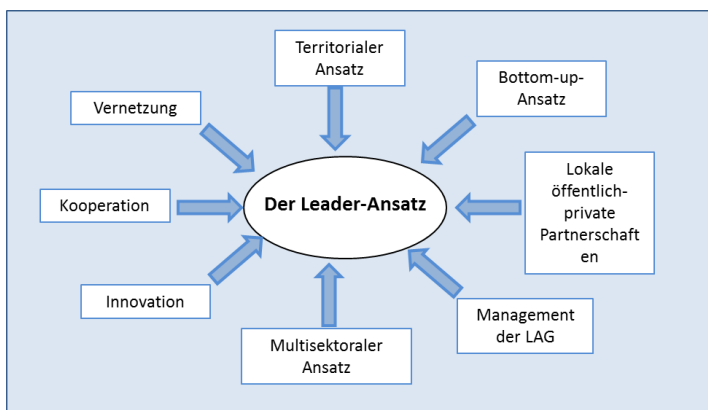 Territorialer
Ansatz
Bottom-up-
Ansatz
Vernetzung
Lokale
öffentlich-
private
Partnerschaft
en
Kooperation
Der Leader-Ansatz
Innovation
Management
der LAG
Multisektoraler
Ansatz